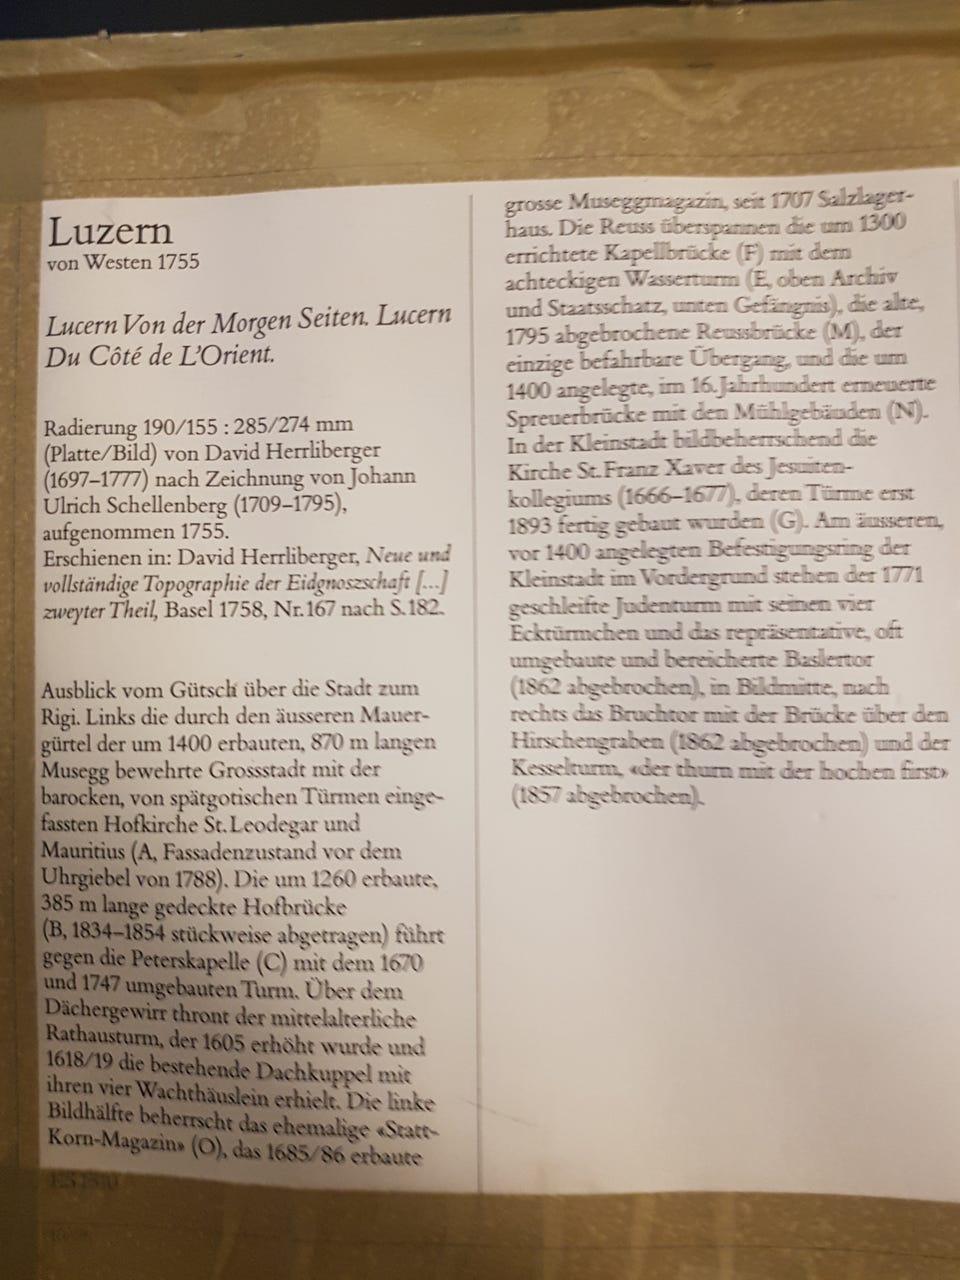 Luzern
von Westen 1755
Lucern Von der Morgen Seiten. Lucern
Du Côté de L'Orient.
Radierung 190/155 : 285/274 mm
(Platte/Bild) von David Herrliberger
(1697–1777) nach Zeichnung von Johann
Ulrich Schellenberg (1709–1795),
aufgenommen 1755.
Erschienen in: David Herrliberger, Neue und
vollständige Topographie der Eidgnoszschaft [...]
zweyter Theil, Basel 1758, Nr. 167 nach S. 182.
Ausblick vom Gütsch über die Stadt zum
Rigi. Links die durch den äusseren Mauer-
gürtel der um 1400 erbauten, 870 m langen
Musegg bewehrte Grossstadt mit der
barocken, von spätgotischen Türmen einge-
fassten Hofkirche St. Leodegar und
Mauritius (A, Fassadenzustand vor dem
Uhrgiebel von 1788). Die um 1260 erbaute,
385 m lange gedeckte Hofbrücke
(B, 1834–1854 stückweise abgetragen) führt
gegen die Peterskapelle (C) mit dem 1670
und 1747 umgebauten Turm. Über dem
Dächergewirr thront der mittelalterliche
Rathausturm, der 1605 erhöht wurde und
1618/19 die bestehende Dachkuppel mit
ihren vier Wachthäuslein erhielt. Die linke
Bildhälfte beherrscht das ehemalige «Statt-
Korn-Magazin» (O), das 1685/86 erbaute
grosse Museggmagazin, seit 1707 Salzlager-
haus. Die Reuss überspannen die um 1300
errichtete Kapellbrücke (F) mit dem
achteckigen Wasserturm (E, oben Archiv
und Staatsschatz, unten Gefängnis), die alte,
1795 abgebrochene Reussbrücke (M), der
einzige befahrbare Übergang, und die um
1400 angelegte, im 16. Jahrhundert erneuerte
Spreuerbrücke mit den Mühlgebäuden (N).
In der Kleinstadt bildbeherrschend die
Kirche St. Franz Xaver des Jesuiten-
kollegiums (1666–1677), deren Türme erst
1893 fertig gebaut wurden (G). Am äusseren,
vor 1400 angelegten Befestigungsring der
Kleinstadt im Vordergrund stehen der 1771
geschleifte Judenturm mit seinen vier
Ecktürmchen und das repräsentative, oft
umgebaute und bereicherte Baslertor
(1862 abgebrochen), in Bildmitte, nach
rechts das Bruchtor mit der Brücke über den
Hirschengraben (1862 abgebrochen) und der
Kesselturm, «der thurn mit der hochen first»
(1857 abgebrochen).